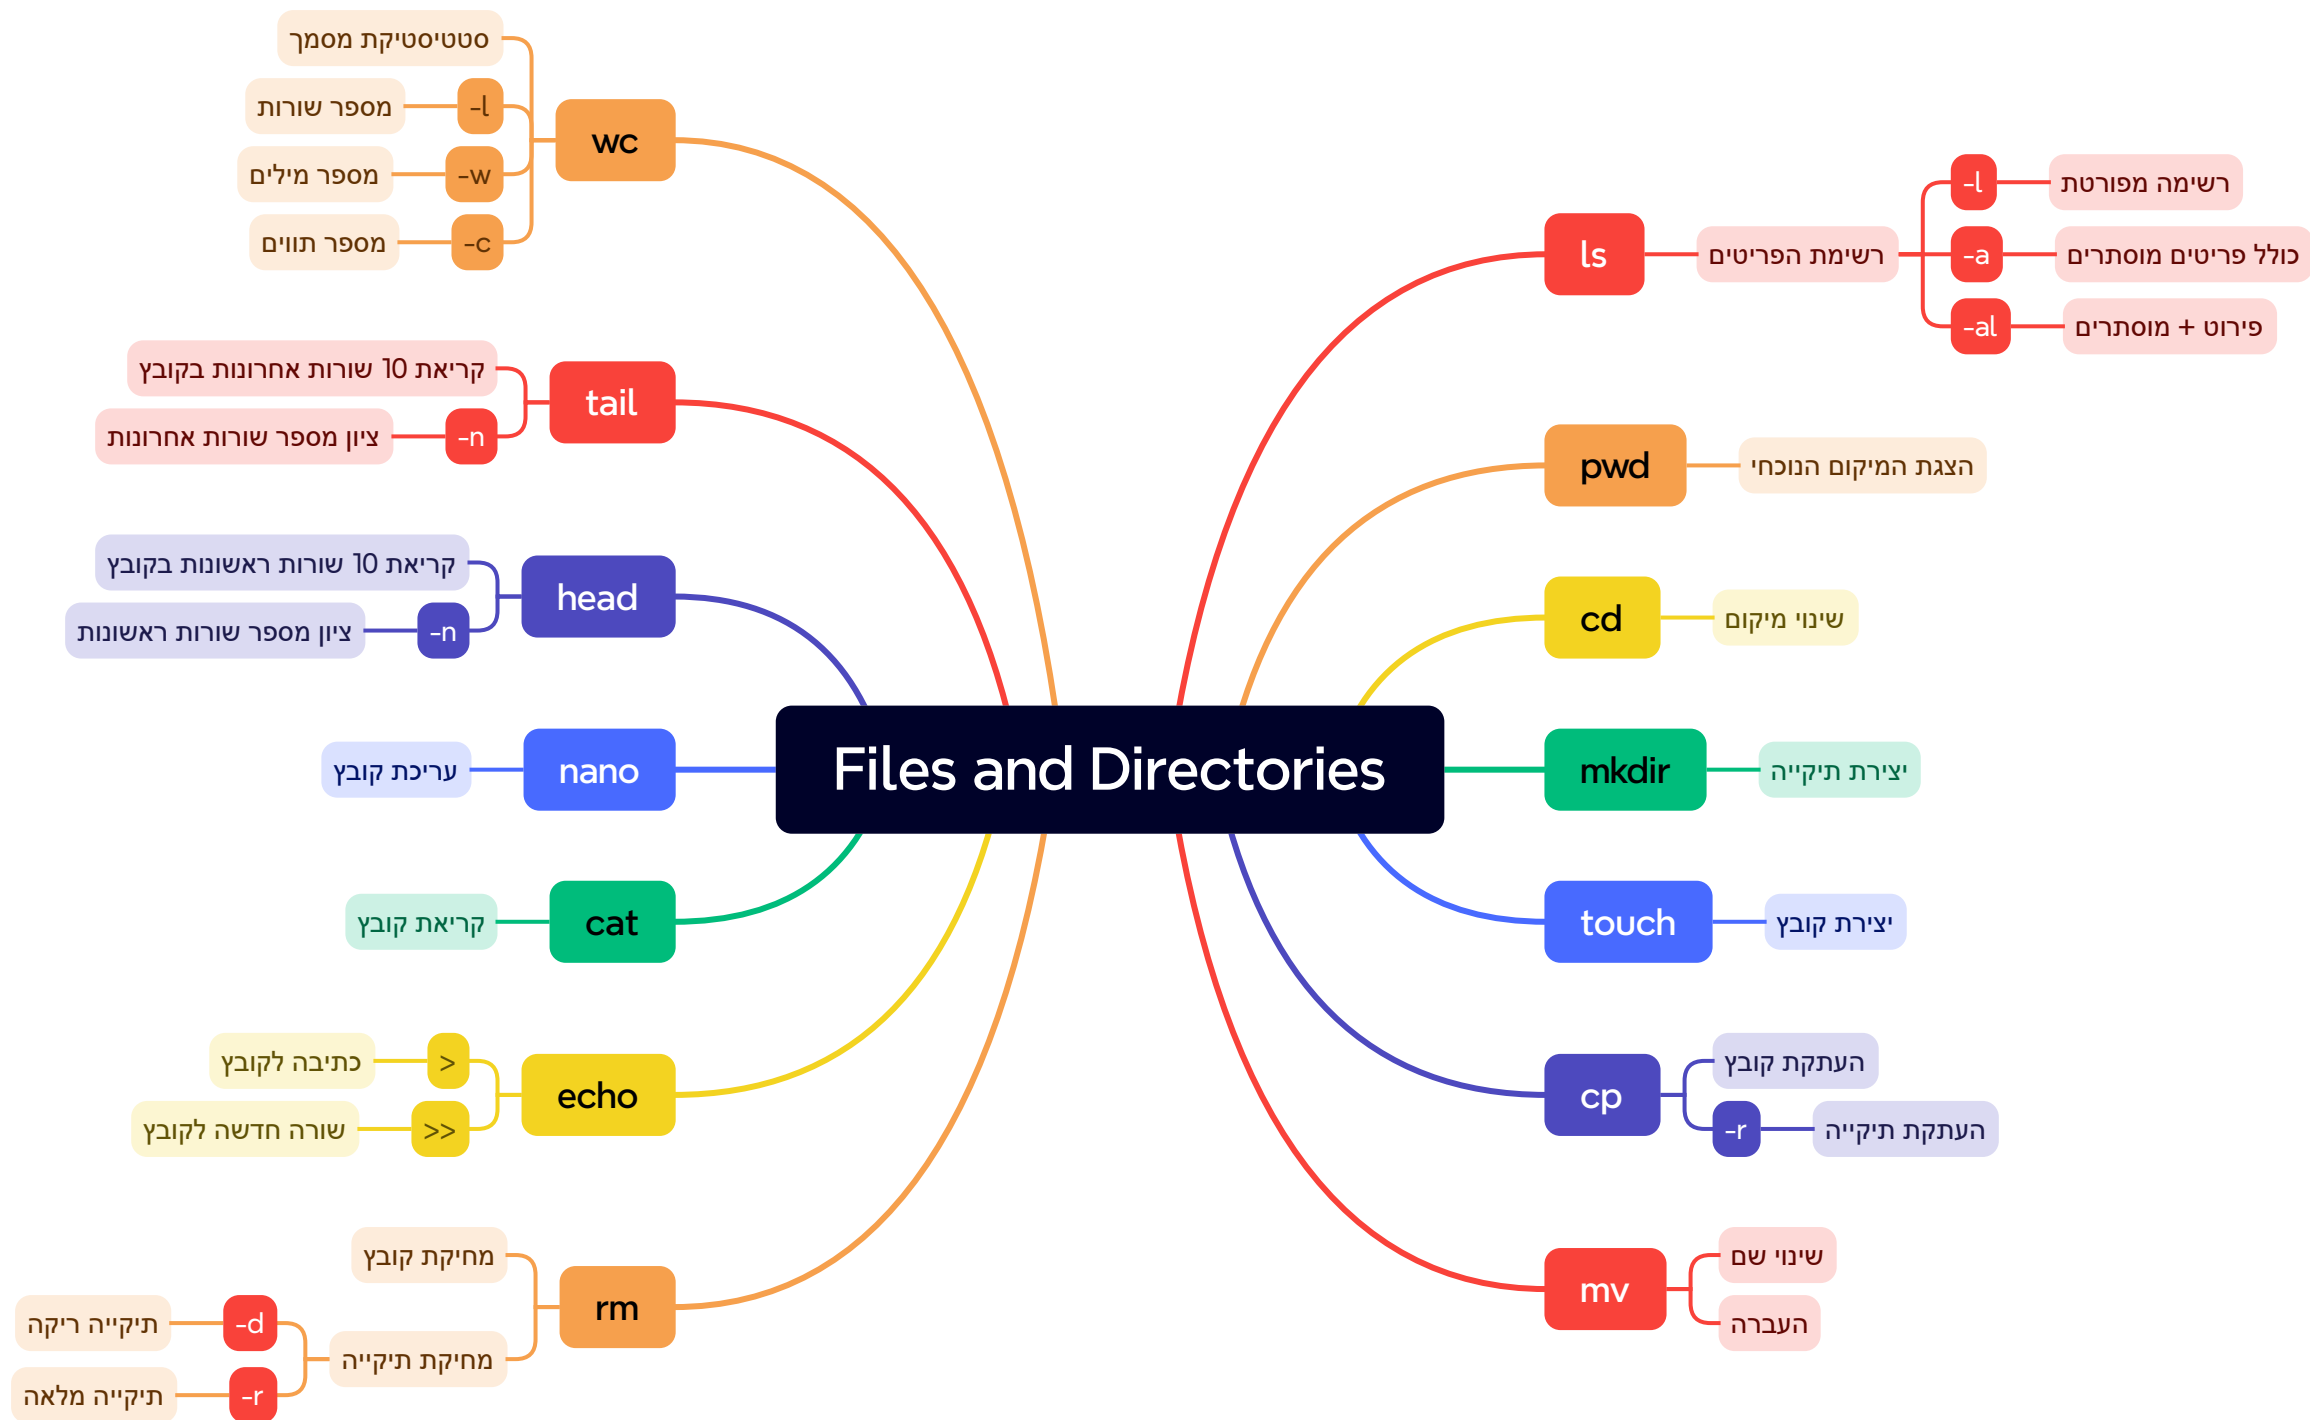 Files and Directories
ls
רשימת הפריטים
-l
רשימה מפורטת
-a
כולל פריטים מוסתרים
-al
פירוט + מוסתרים
pwd
הצגת המיקום הנוכחי
cd
שינוי מיקום
mkdir
יצירת תיקייה
touch
יצירת קובץ
cp
העתקת קובץ
-r
העתקת תיקייה
mv
שינוי שם
העברה
wc
סטטיסטיקת מסמך
-l
מספר שורות
-w
מספר מילים
-c
מספר תווים
tail
קריאת 10 שורות אחרונות בקובץ
-n
ציון מספר שורות אחרונות
head
קריאת 10 שורות ראשונות בקובץ
-n
ציון מספר שורות ראשונות
nano
עריכת קובץ
cat
קריאת קובץ
echo
>
כתיבה לקובץ
>>
שורה חדשה לקובץ
rm
מחיקת קובץ
מחיקת תיקייה
-d
תיקייה ריקה
-r
תיקייה מלאה